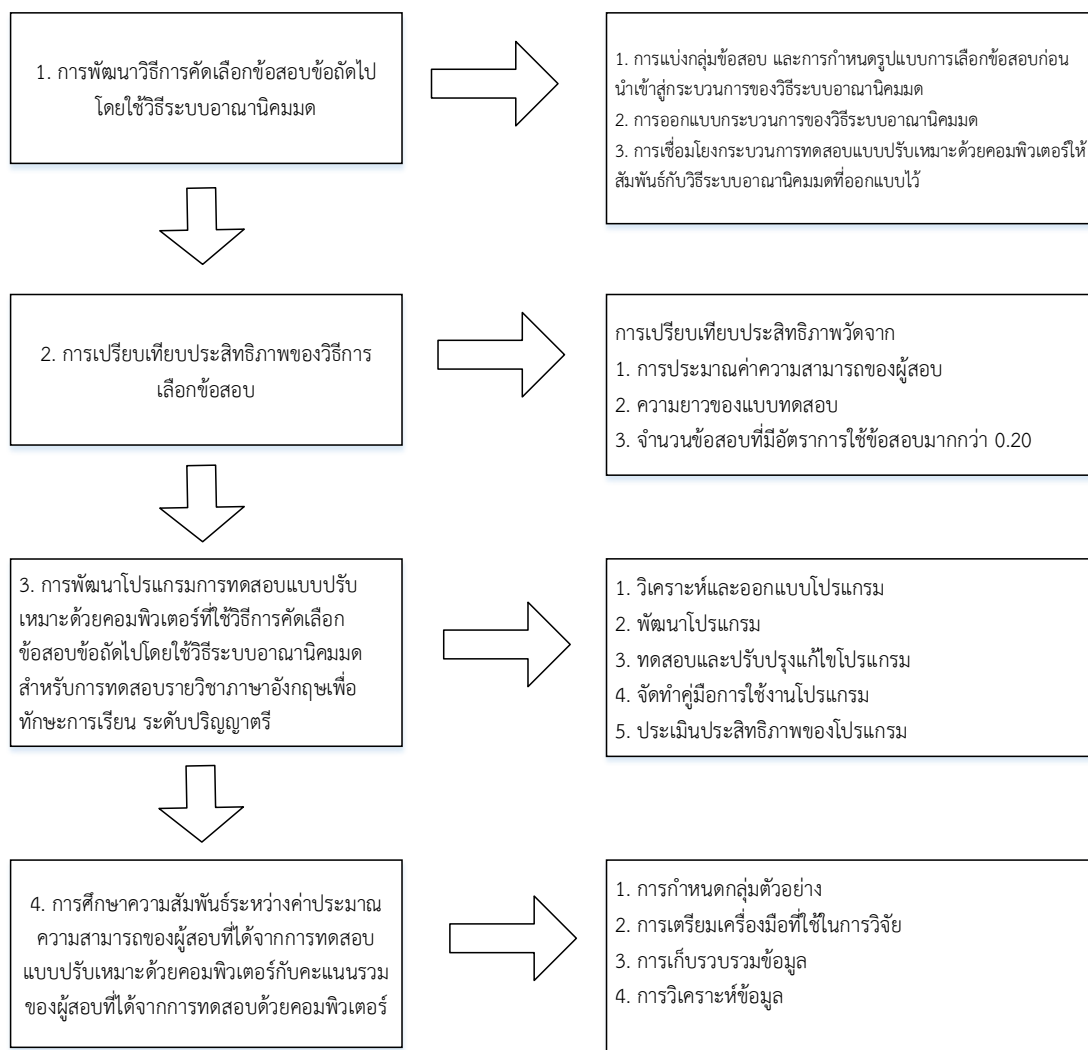 1. การพัฒนาวิธีการคัดเลือกข้อสอบข้อถัดไป
โดยใช้วิธีระบบอาณานิคมมด
1. การแบ่งกลุ่มข้อสอบ และการกำหนดรูปแบบการเลือกข้อสอบก่อน
นำเข้าสู่กระบวนการของวิธีระบบอาณานิคมมด
2. การออกแบบกระบวนการของวิธีระบบอาณานิคมมด
3. การเชื่อมโยงกระบวนการทดสอบแบบปรับเหมาะด้วยคอมพิวเตอร์ให้
สัมพันธ์กับวิธีระบบอาณานิคมมดที่ออกแบบไว้
2. การเปรียบเทียบประสิทธิภาพของวิธีการ
เลือกข้อสอบ
การเปรียบเทียบประสิทธิภาพวัดจาก
1. การประมาณค่าความสามารถของผู้สอบ
2. ความยาวของแบบทดสอบ
3. จำนวนข้อสอบที่มีอัตราการใช้ข้อสอบมากกว่า 0.20
3. การพัฒนาโปรแกรมการทดสอบแบบปรับ
เหมาะด้วยคอมพิวเตอร์ที่ใช้วิธีการคัดเลือก
ข้อสอบข้อถัดไปโดยใช้วิธีระบบอาณานิคมมด
สำหรับการทดสอบรายวิชาภาษาอังกฤษเพื่อ
ทักษะการเรียน ระดับปริญญาตรี
1. วิเคราะห์และออกแบบโปรแกรม
2. พัฒนาโปรแกรม
3. ทดสอบและปรับปรุงแก้ไขโปรแกรม
4. จัดทำคู่มือการใช้งานโปรแกรม
5. ประเมินประสิทธิภาพของโปรแกรม
4. การศึกษาความสัมพันธ์ระหว่างค่าประมาณ
ความสามารถของผู้สอบที่ได้จากการทดสอบ
แบบปรับเหมาะด้วยคอมพิวเตอร์กับคะแนนรวม
ของผู้สอบที่ได้จากการทดสอบด้วยคอมพิวเตอร์
1. การกำหนดกลุ่มตัวอย่าง
2. การเตรียมเครื่องมือที่ใช้ในการวิจัย
3. การเก็บรวบรวมข้อมูล
4. การวิเคราะห์ข้อมูล